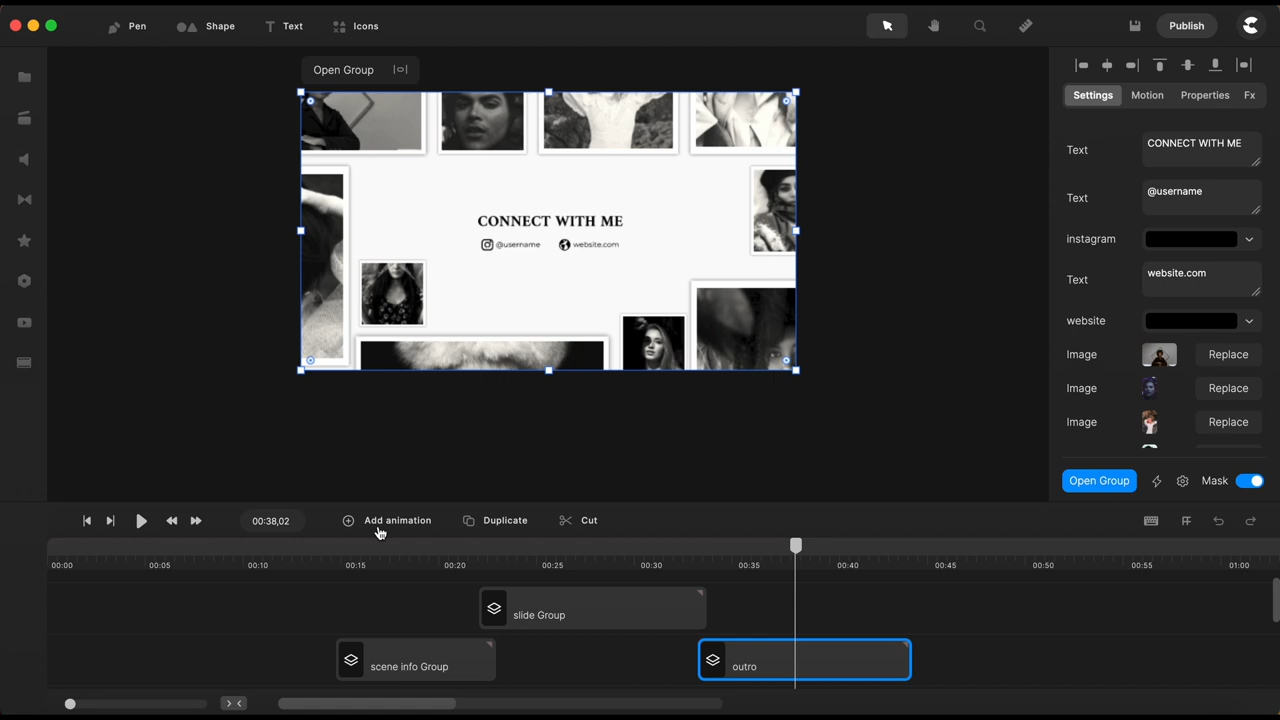 Pen
Shape
Text
Icons
Publish
Open Group
CONNECT WITH ME
@username
website.com
Settings
Motion
Properties
Fx
Text
CONNECT WITH ME
Text
@username
instagram
Text
website.com
website
Image
Replace
Image
Replace
Image
Replace
Open Group
Mask
00:38,02
Add animation
Duplicate
Cut
00:00
00:05
00:10
00:15
00:20
00:25
00:30
00:35
00:40
00:45
00:50
00:55
01:00
slide Group
scene info Group
outro